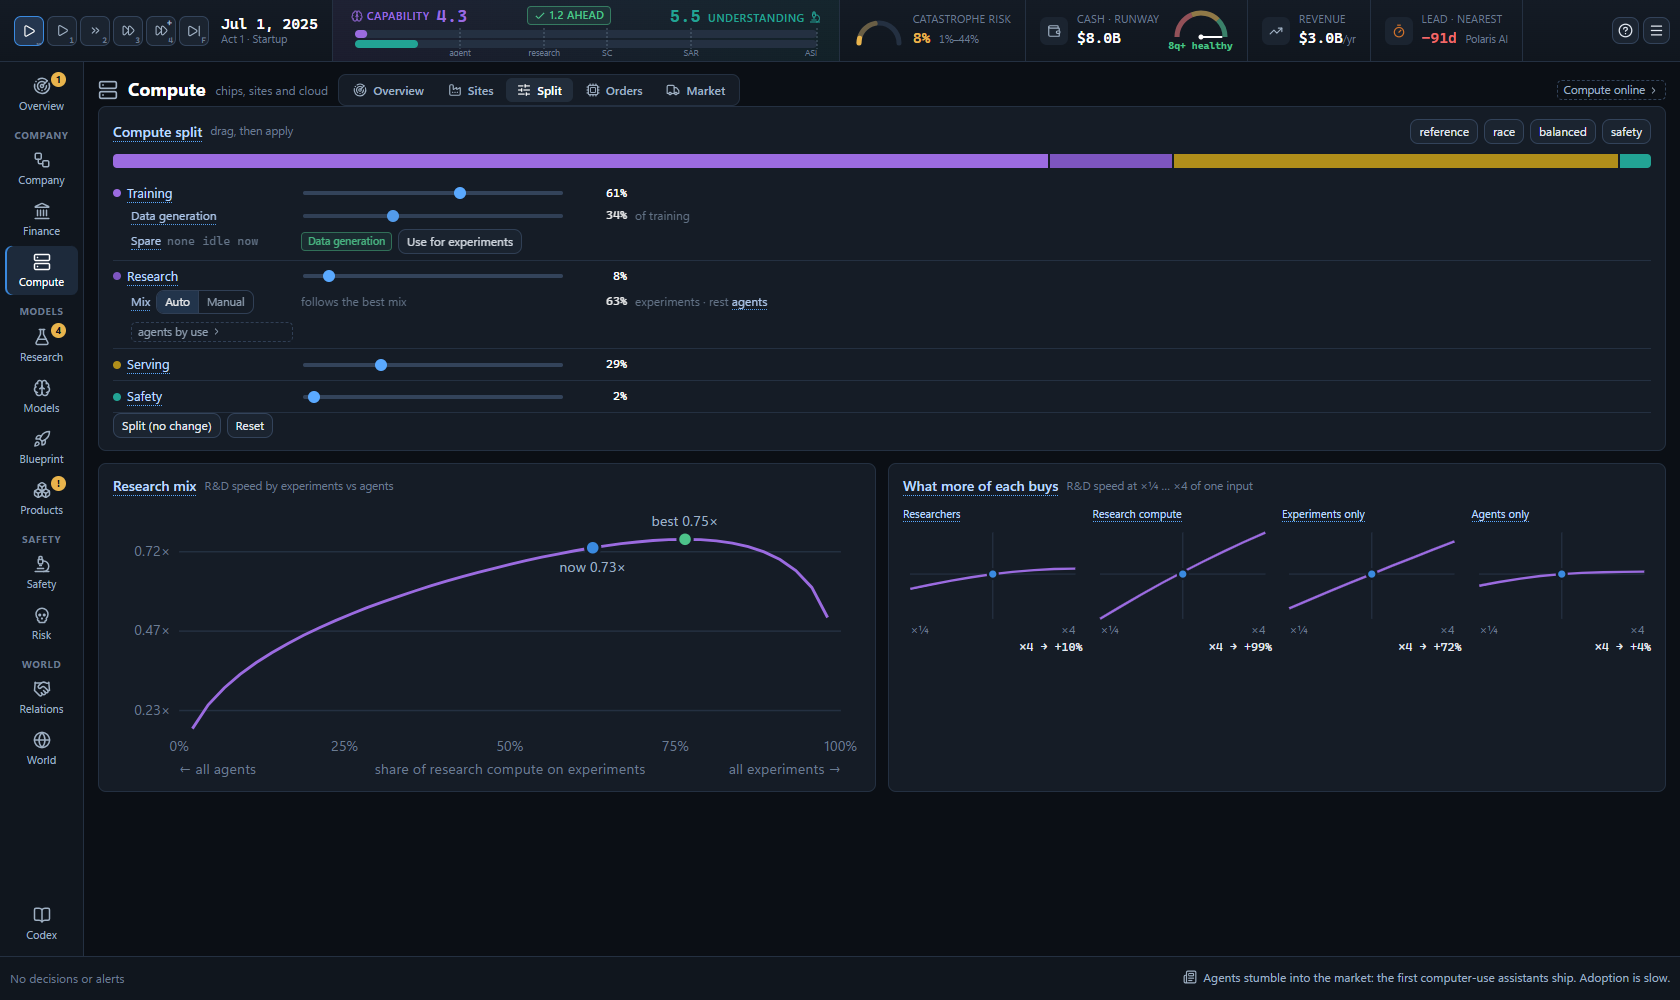 Jul 1, 2025
Act 1 · Startup
1
2
3
4
F
CAPABILITY 4.3
1.2 AHEAD
5.5 UNDERSTANDING
agent
research
SC
SAR
ASI
CATASTROPHE RISK
8% 1%–44%
CASH · RUNWAY
$8.0B
8q+ healthy
REVENUE
$3.0B/yr
LEAD · NEAREST
−91d Polaris AI
Overview
1
COMPANY
Company
Finance
Compute
MODELS
Research
4
Models
Blueprint
Products
!
SAFETY
Safety
Risk
WORLD
Relations
World
Codex
Compute chips, sites and cloud
Overview
Sites
Split
Orders
Market
Compute online ›
Compute split drag, then apply
reference
race
balanced
safety
Training 61%
Data generation 34% of training
Spare none idle now Data generation Use for experiments
Research 8%
Mix Auto Manual follows the best mix 63% experiments · rest agents
agents by use ›
Serving 29%
Safety 2%
Split (no change) Reset
Research mix R&D speed by experiments vs agents
best 0.75×
now 0.73×
0.72×
0.47×
0.23×
0% 25% 50% 75% 100%
← all agents share of research compute on experiments all experiments →
What more of each buys R&D speed at ×¼ ... ×4 of one input
Researchers
×¼ ×4
×4 → +10%
Research compute
×¼ ×4
×4 → +99%
Experiments only
×¼ ×4
×4 → +72%
Agents only
×¼ ×4
×4 → +4%
No decisions or alerts
Agents stumble into the market: the first computer-use assistants ship. Adoption is slow.